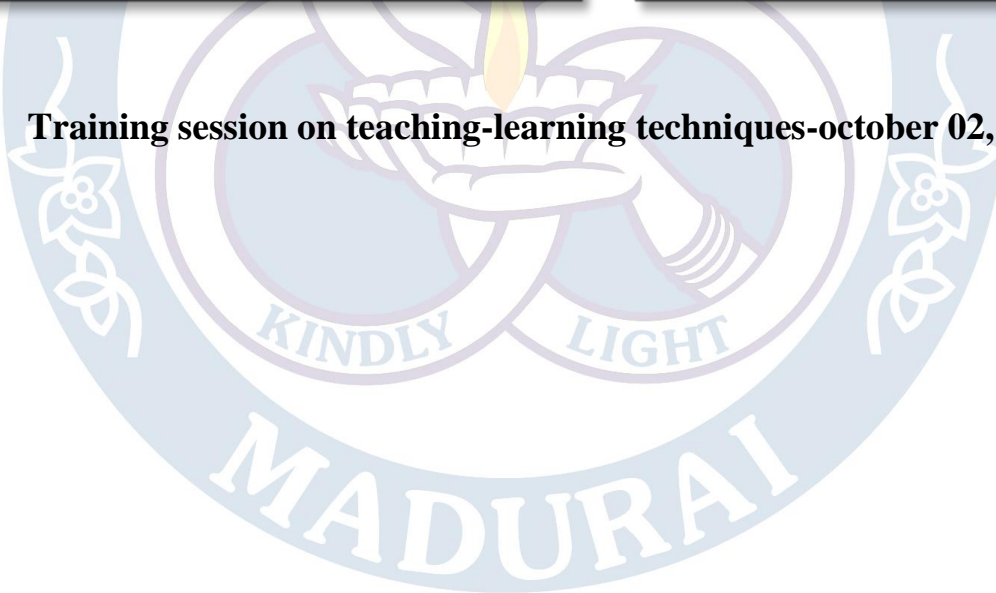 Training session on teaching-learning techniques-october 02,
KINDLY LIGHT
MADURAI